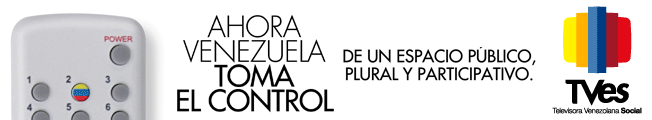 POWER
1 2 3
4 5 6
AHORA
VENEZUELA
TOMA
EL CONTROL
DE UN ESPACIO PÚBLICO,
PLURAL Y PARTICIPATIVO.
TVes
Televisora Venezolana Social